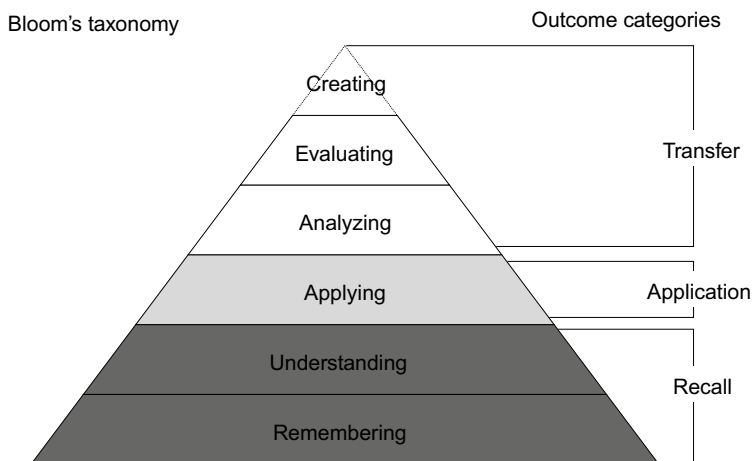 Bloom’s taxonomy
Outcome categories
Creating
Evaluating
Transfer
Analyzing
Applying
Application
Understanding
Recall
Remembering